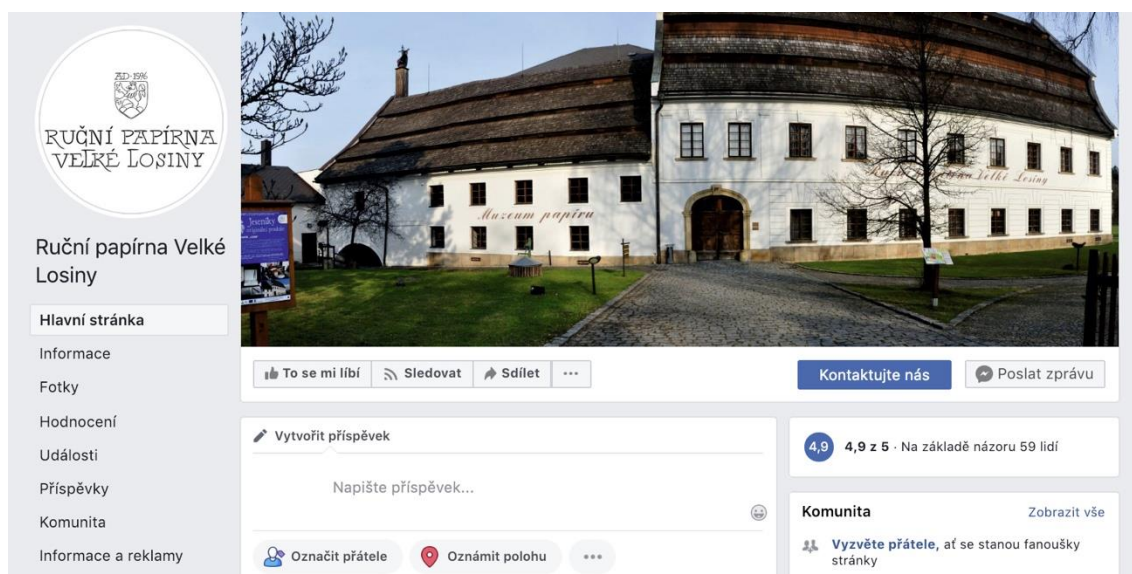 AD·1596
RUČNÍ PAPÍRNA
VELKÉ LOSINY
Ruční papírna Velké
Losiny
Hlavní stránka
Informace
Fotky
Hodnocení
Události
Příspěvky
Komunita
Informace a reklamy
Jeseníky
Muzeum papíru
Velké Losiny
To se mi líbí
Sledovat
Sdílet
Kontaktujte nás
Poslat zprávu
Vytvořit příspěvek
Napište příspěvek...
Označit přátele
Oznámit polohu
4,9
4,9 z 5 · Na základě názoru 59 lidí
Komunita
Zobrazit vše
Vyzvěte přátele, ať se stanou fanoušky
stránky